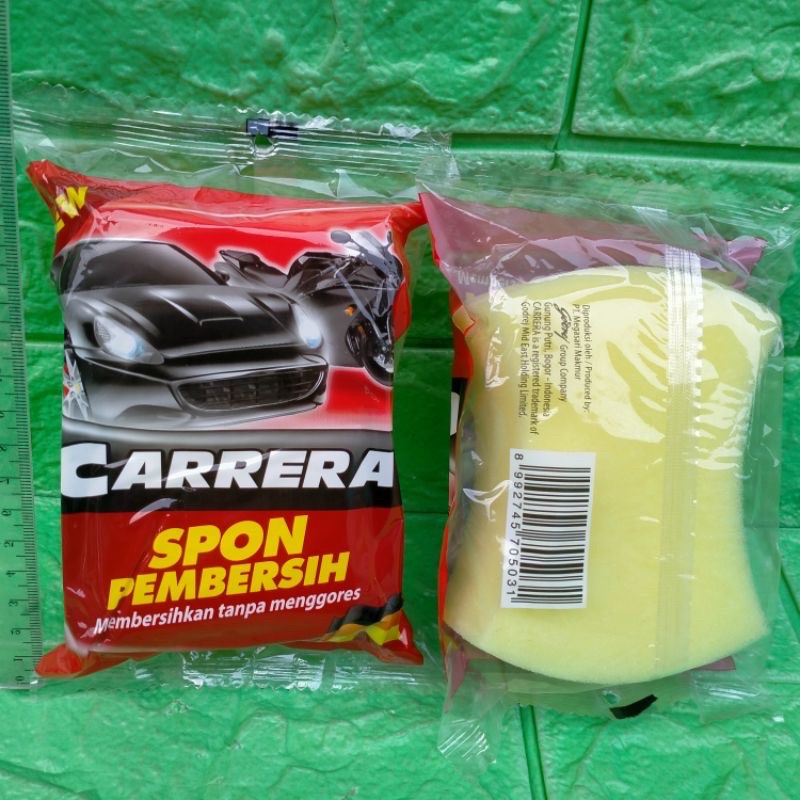 CARRERA
SPON
PEMBERSIH
Membersihkan tanpa menggores
Diproduksi oleh / Produced by:
PT. Megasari Makmur
Godrej Group Company
Gunung Putri, Bogor - Indonesia
CARRERA is a registered trademark of
Godrej Mid East Holding Limited.
8 992745 705031